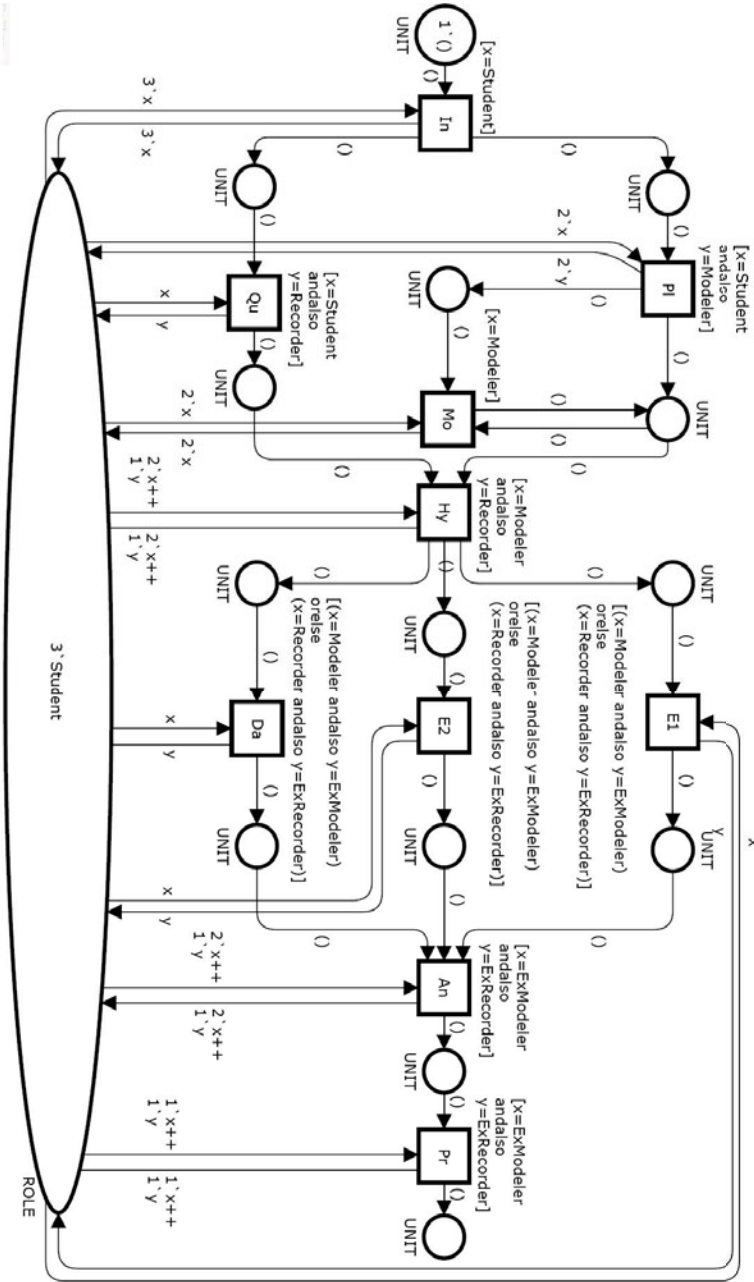 1`()
UNIT
()
[x=Student]
In
3`x
3`x
()
()
UNIT
UNIT
()
()
[x=Student
andalso
y=Modeler]
Pl
2`x
2`y
()
()
UNIT
UNIT
()
[x=Student
andalso
y=Recorder]
Qu
x
y
()
UNIT
[x=Modeler]
Mo
()
()
2`x
2`x
()
()
[x=Modeler
andalso
y=Recorder]
Hy
2`x++
1`y
2`x++
1`y
()
()
()
UNIT
UNIT
UNIT
()
()
()
[(x=Modeler andalso y=ExModeler)
orelse
(x=Recorder andalso y=ExRecorder)]
E1
x
y
()
UNIT
[(x=Modele- andalso y=ExModeler)
orelse
(x=Recorder andalso y=ExRecorder)]
E2
x
y
()
UNIT
[(x=Modeler andalso y=ExModeler)
orelse
(x=Recorder andalso y=ExRecorder)]
Da
x
y
()
UNIT
()
()
()
[x=ExModeler
andalso
y=ExRecorder]
An
2`x++
1`y
2`x++
1`y
()
UNIT
()
[x=ExModeler
andalso
y=ExRecorder]
Pr
1`x++
1`y
1`x++
1`y
()
UNIT
3`Student
ROLE